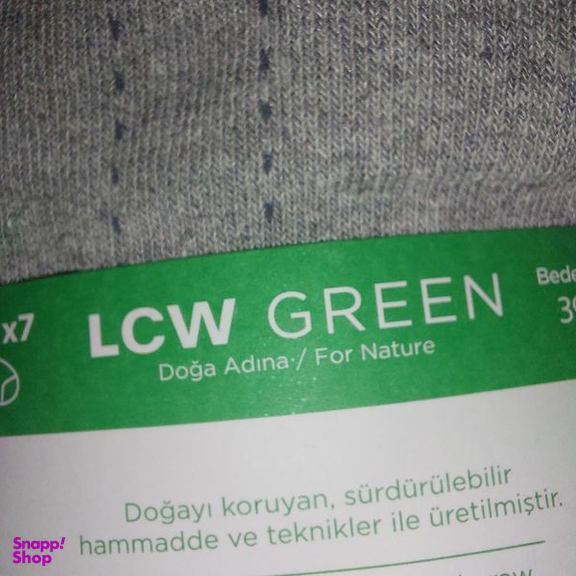 x7
LCW GREEN
Doğa Adına / For Nature
Doğayı koruyan, sürdürülebilir
hammadde ve teknikler ile üretilmiştir.
Snapp!
Shop